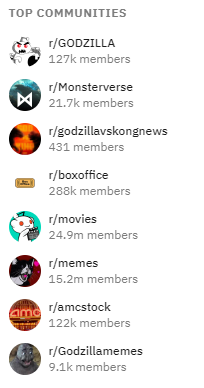 TOP COMMUNITIES
r/GODZILLA
127k members
r/Monsterverse
21.7k members
r/godzillavskongnews
431 members
r/boxoffice
288k members
r/movies
24.9m members
r/memes
15.2m members
amc
r/amcstock
122k members
r/Godzillamemes
9.1k members